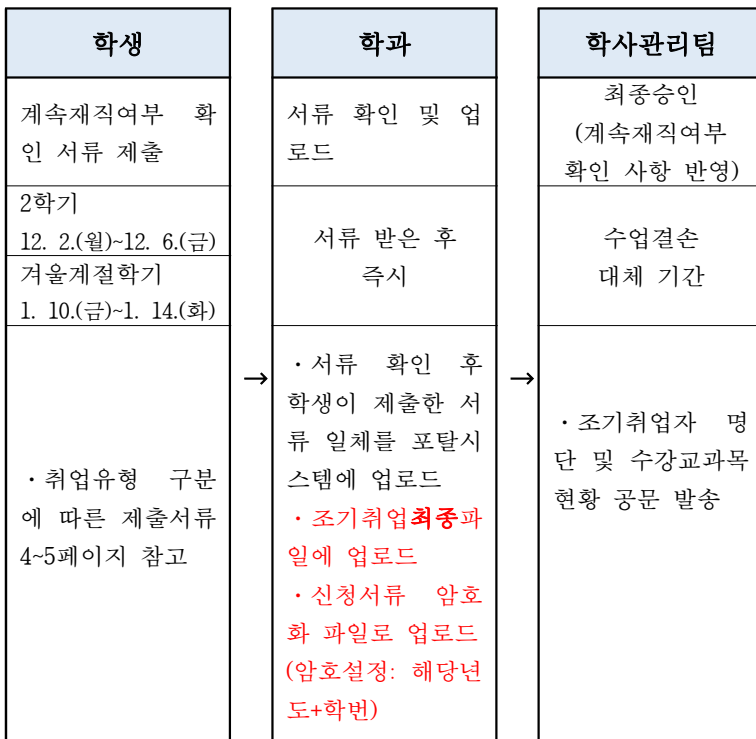 학생
계속재직여부 확
인 서류 제출
2학기
12. 2.(월)~12. 6.(금)
겨울계절학기
1. 10.(금)~1. 14.(화)
·취업유형 구분
에 따른 제출서류
4~5페이지 참고
→
학과
서류 확인 및 업
로드
서류 받은 후
즉시
·서류 확인 후
학생이 제출한 서
류 일체를 포탈시
스템에 업로드
·조기취업최종파
일에 업로드
·신청서류 암호
화 파일로 업로드
(암호설정: 해당년
도+학번)
→
학사관리팀
최종승인
(계속재직여부
확인 사항 반영)
수업결손
대체 기간
·조기취업자 명
단 및 수강교과목
현황 공문 발송